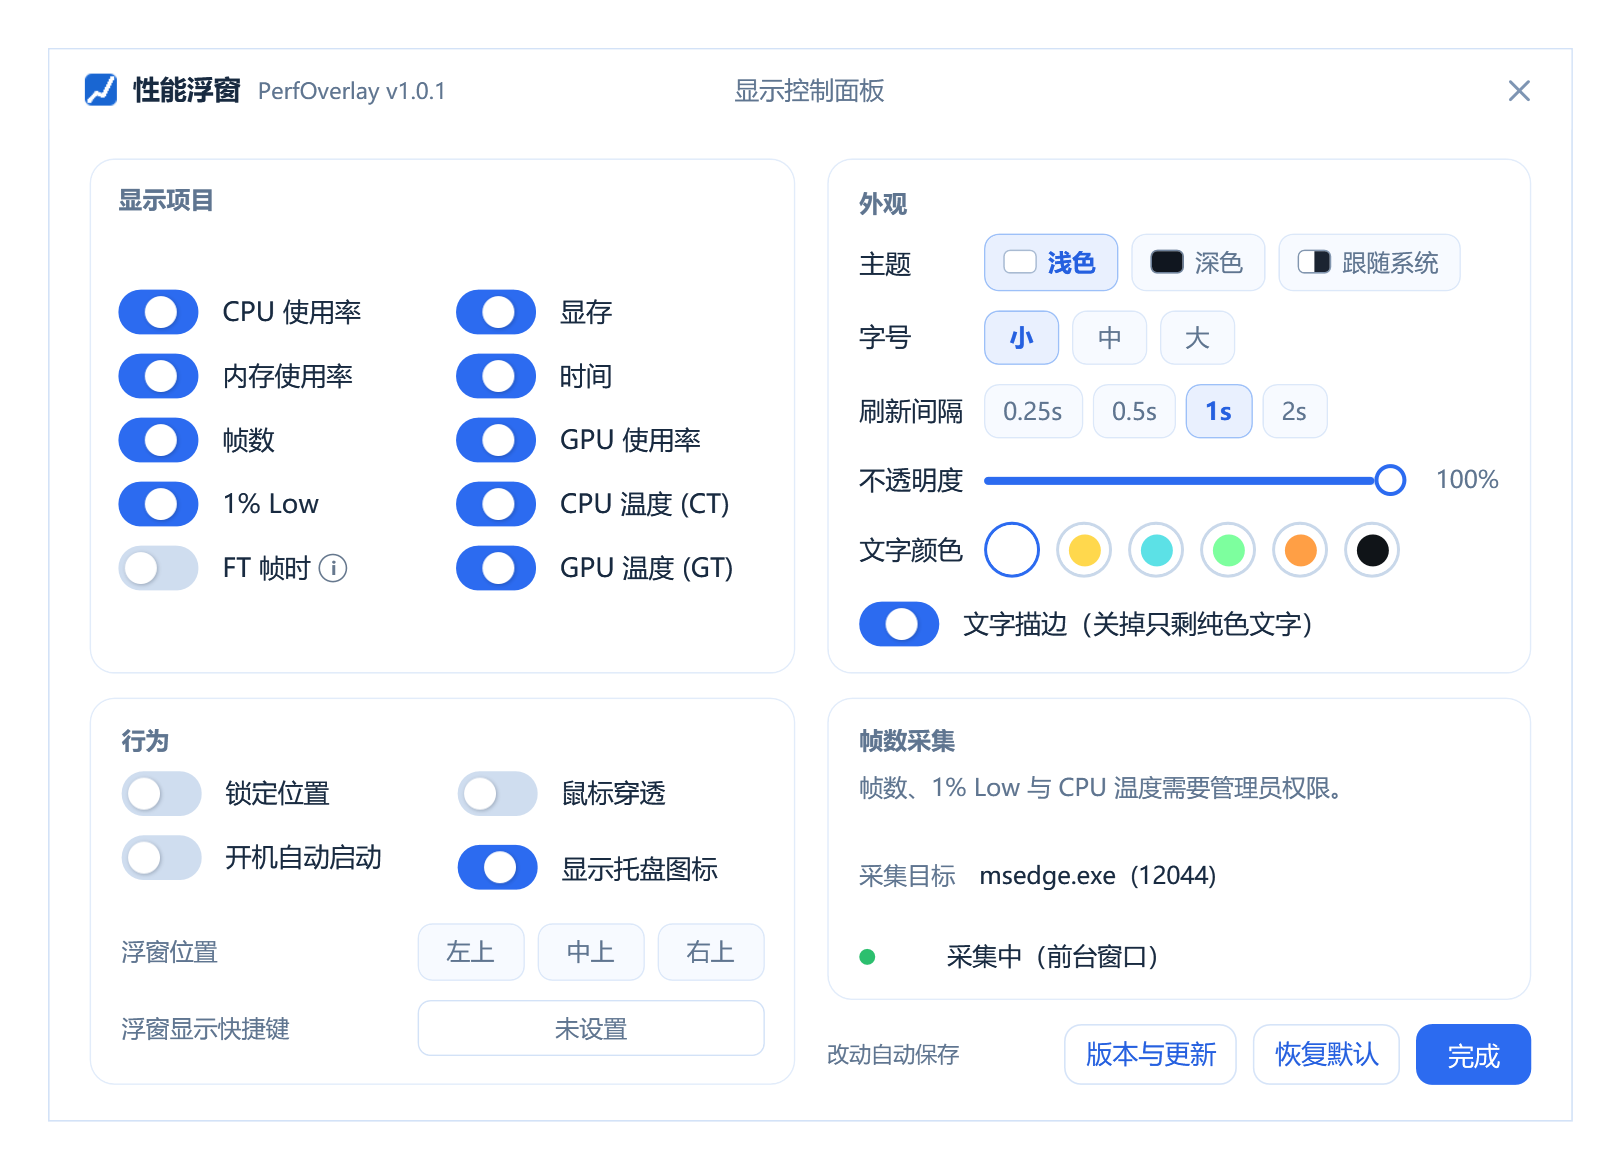 性能浮窗 PerfOverlay v1.0.1
显示控制面板
显示项目
CPU 使用率
显存
内存使用率
时间
帧数
GPU 使用率
1% Low
CPU 温度 (CT)
FT 帧时
GPU 温度 (GT)
外观
主题 浅色 深色 跟随系统
字号 小 中 大
刷新间隔 0.25s 0.5s 1s 2s
不透明度 100%
文字颜色
文字描边（关掉只剩纯色文字）
行为
锁定位置
鼠标穿透
开机自动启动
显示托盘图标
浮窗位置 左上 中上 右上
浮窗显示快捷键 未设置
帧数采集
帧数、1% Low 与 CPU 温度需要管理员权限。
采集目标 msedge.exe (12044)
采集中（前台窗口）
改动自动保存 版本与更新 恢复默认 完成